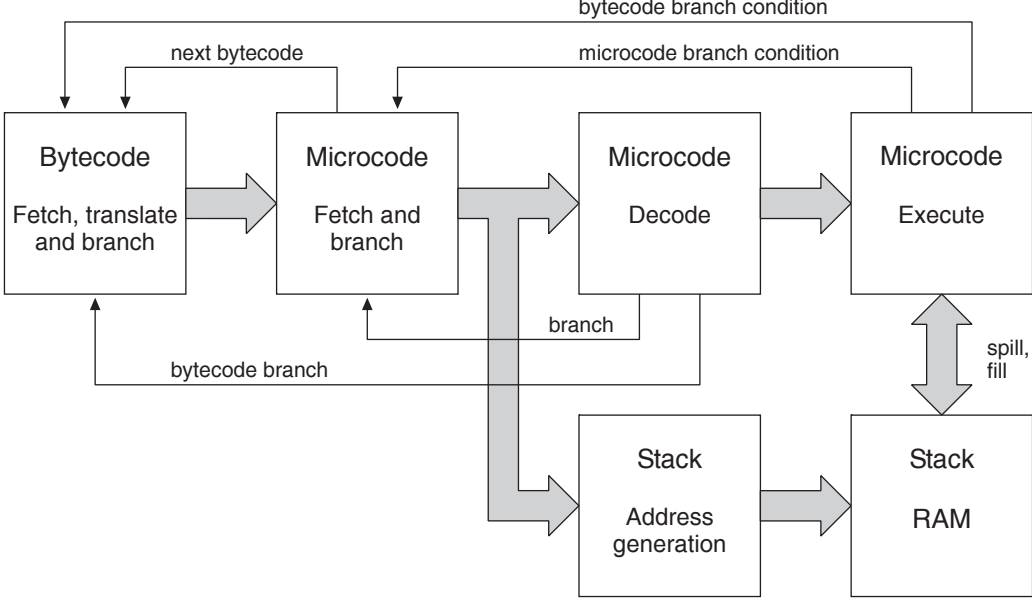 bytecode branch condition
next bytecode
microcode branch condition
Bytecode
Fetch, translate
and branch
Microcode
Fetch and
branch
Microcode
Decode
Microcode
Execute
branch
bytecode branch
spill,
fill
Stack
Address
generation
Stack
RAM